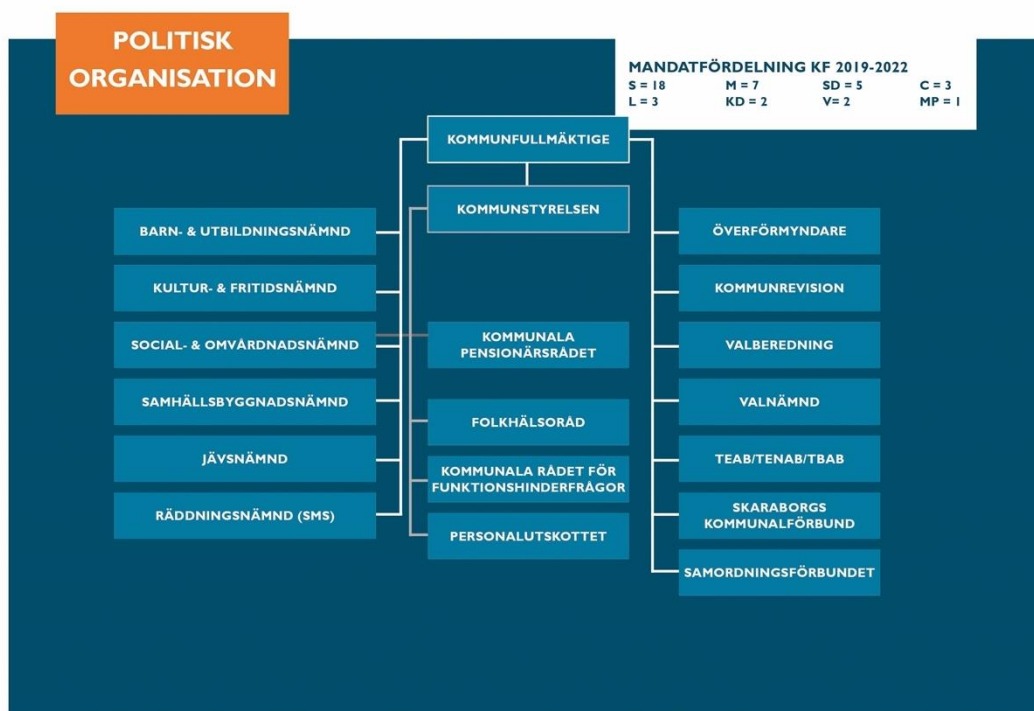 POLITISK
ORGANISATION
MANDATFÖRDELNING KF 2019-2022
S = 18 M = 7 SD = 5 C = 3
L = 3 KD = 2 V= 2 MP = 1
KOMMUNFULLMÄKTIGE
KOMMUNSTYRELSEN
BARN- & UTBILDNINGSNÄMND
KULTUR- & FRITIDSNÄMND
SOCIAL- & OMVÅRDNADSNÄMND
SAMHÄLLSBYGGNADSNÄMND
JÄVSNÄMND
RÄDDNINGSNÄMND (SMS)
KOMMUNALA
PENSIONÄRSRÅDET
FOLKHÄLSORÅD
KOMMUNALA RÅDET FÖR
FUNKTIONSHINDERFRÅGOR
PERSONALUTSKOTTET
ÖVERFÖRMYNDARE
KOMMUNREVISION
VALBEREDNING
VALNÄMND
TEAB/TENAB/TBAB
SKARABORGS
KOMMUNALFÖRBUND
SAMORDNINGSFÖRBUNDET